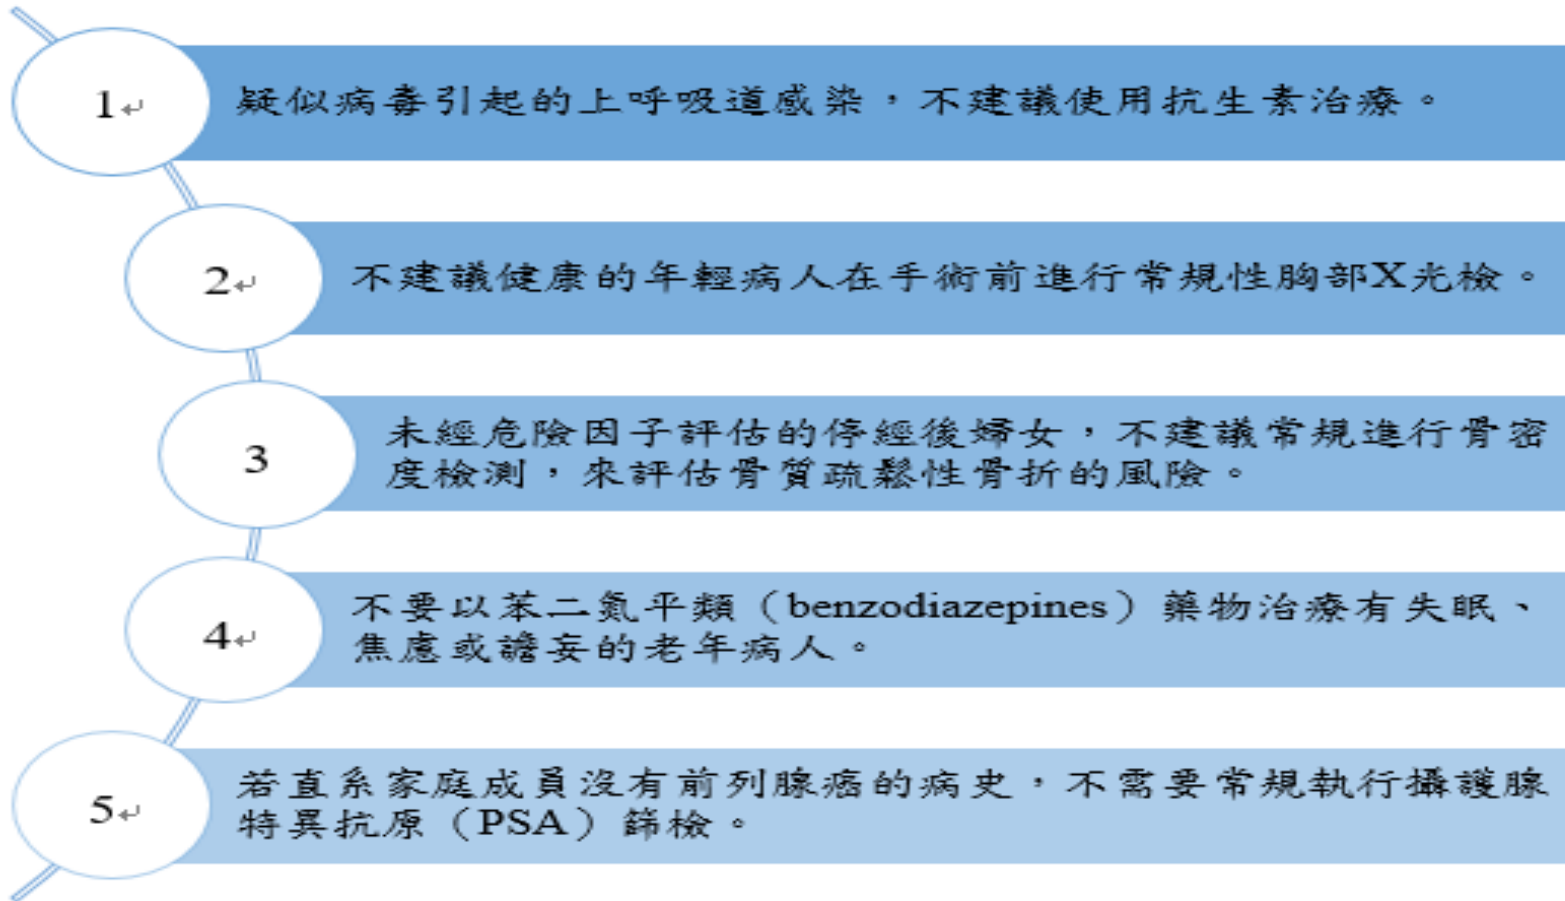 1↵
疑似病毒引起的上呼吸道感染，不建議使用抗生素治療。
2↵
不建議健康的年輕病人在手術前進行常規性胸部X光檢。
3
未經危險因子評估的停經後婦女，不建議常規進行骨密
度檢測，來評估骨質疏鬆性骨折的風險。
4↵
不要以苯二氮平類（benzodiazepines）藥物治療有失眠、
焦慮或譫妄的老年病人。
5↵
若直系家庭成員沒有前列腺癌的病史，不需要常規執行攝護腺
特異抗原（PSA）篩檢。